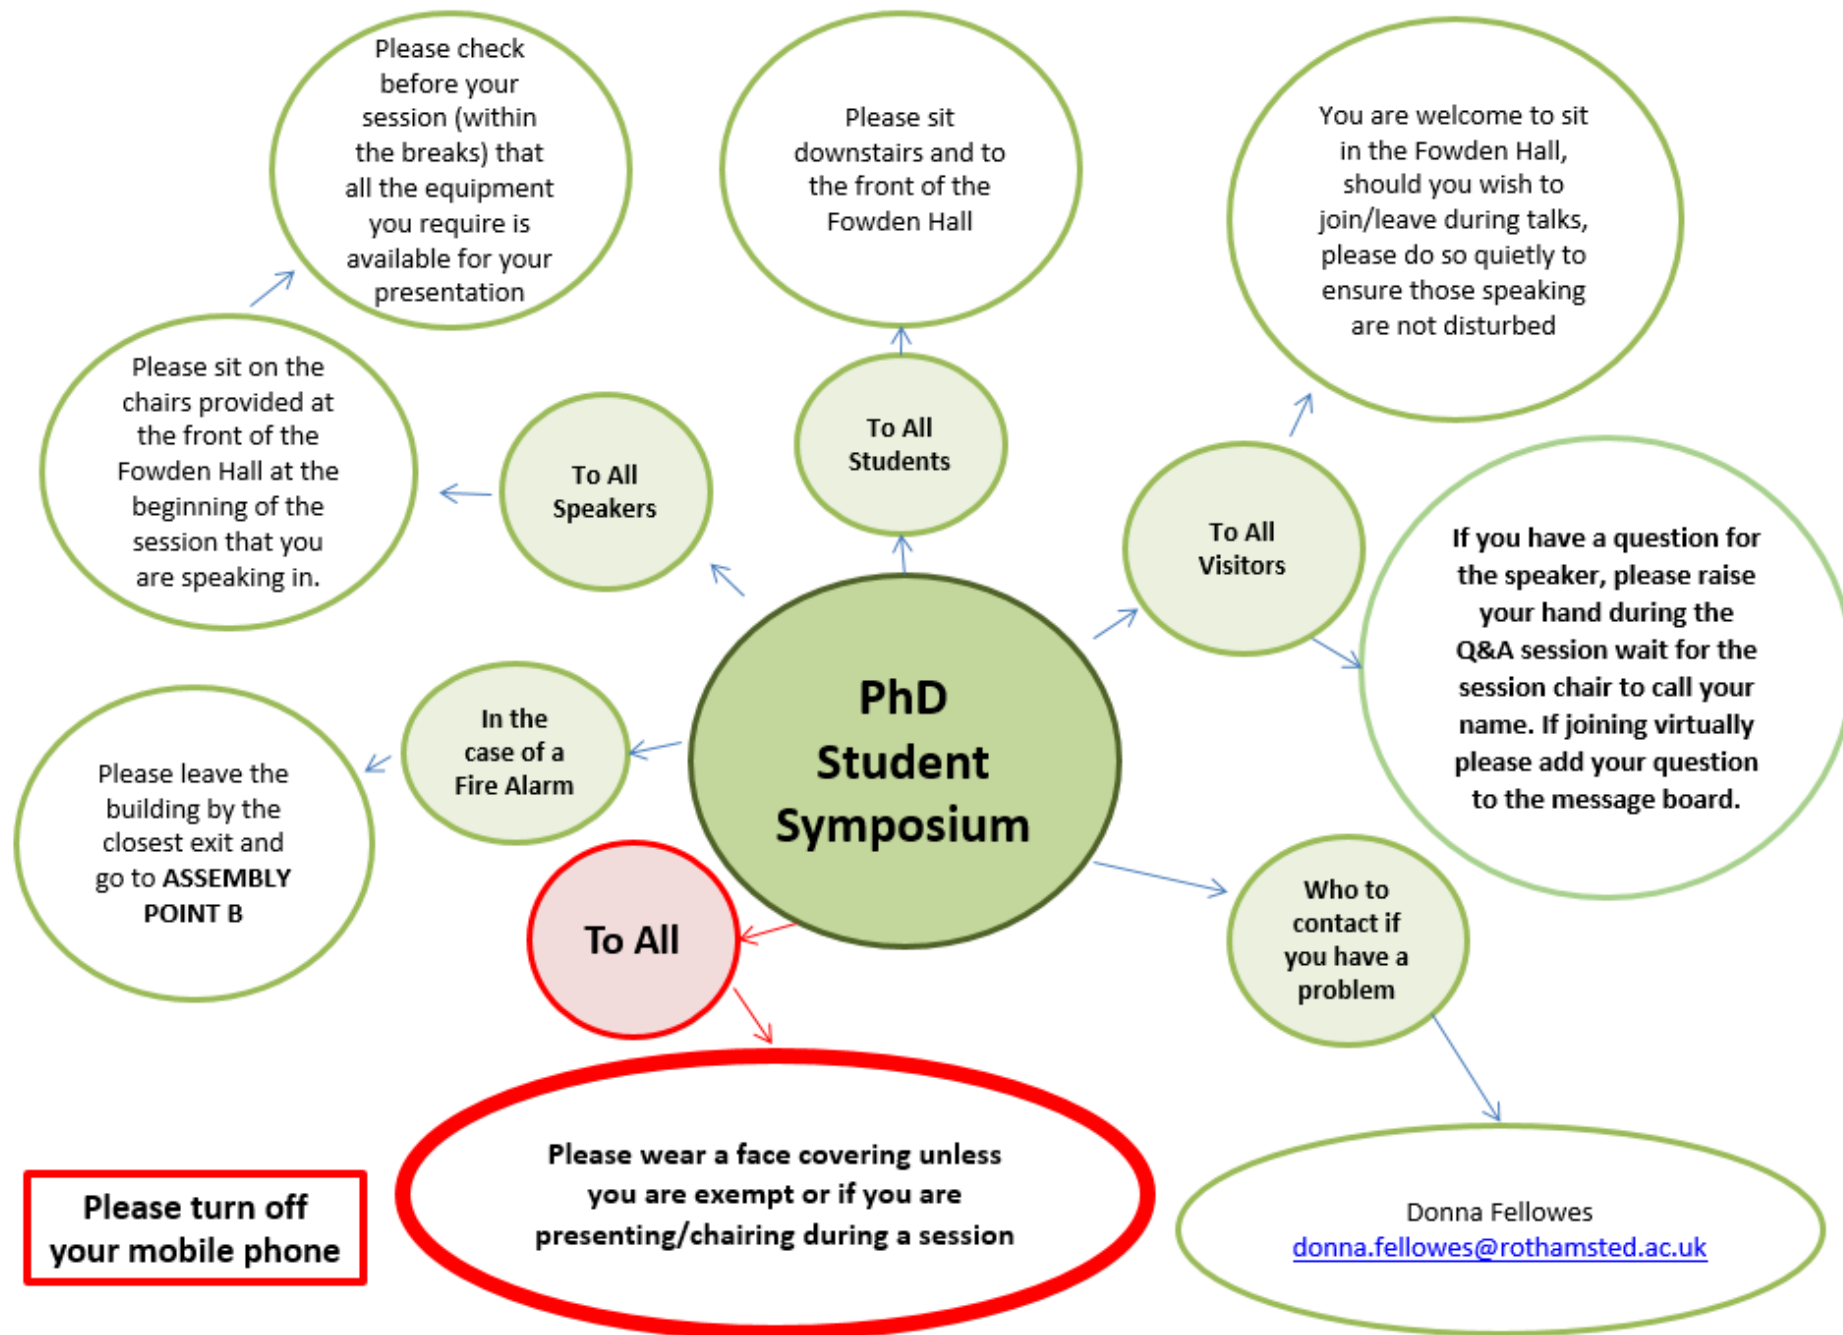 Please check
before your
session (within
the breaks) that
all the equipment
you require is
available for your
presentation
Please sit
downstairs and to
the front of the
Fowden Hall
You are welcome to sit
in the Fowden Hall,
should you wish to
join/leave during talks,
please do so quietly to
ensure those speaking
are not disturbed
Please sit on the
chairs provided at
the front of the
Fowden Hall at the
beginning of the
session that you
are speaking in.
To All
Speakers
To All
Students
To All
Visitors
If you have a question for
the speaker, please raise
your hand during the
Q&A session wait for the
session chair to call your
name. If joining virtually
please add your question
to the message board.
PhD
Student
Symposium
In the
case of a
Fire Alarm
Please leave the
building by the
closest exit and
go to ASSEMBLY
POINT B
To All
Who to
contact if
you have a
problem
Please wear a face covering unless
you are exempt or if you are
presenting/chairing during a session
Please turn off
your mobile phone
Donna Fellowes
donna.fellowes@rothamsted.ac.uk